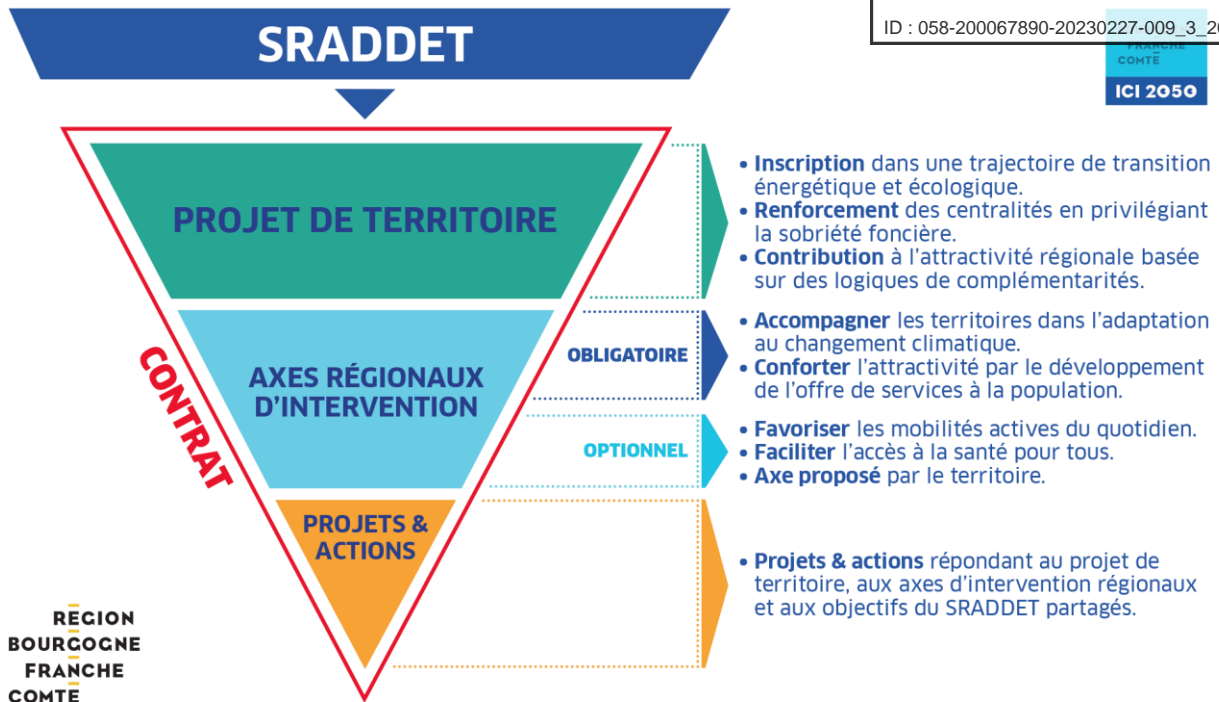 SRADDET
ID : 058-200067890-20230227-009_3_20
FRANCHE
COMTÉ
ICI 2050
PROJET DE TERRITOIRE
• Inscription dans une trajectoire de transition
énergétique et écologique.
• Renforcement des centralités en privilégiant
la sobriété foncière.
• Contribution à l'attractivité régionale basée
sur des logiques de complémentarités.
CONTRAT
AXES RÉGIONAUX
D'INTERVENTION
OBLIGATOIRE
• Accompagner les territoires dans l'adaptation
au changement climatique.
• Conforter l'attractivité par le développement
de l'offre de services à la population.
OPTIONNEL
• Favoriser les mobilités actives du quotidien.
• Faciliter l'accès à la santé pour tous.
• Axe proposé par le territoire.
PROJETS &
ACTIONS
• Projets & actions répondant au projet de
territoire, aux axes d'intervention régionaux
et aux objectifs du SRADDET partagés.
REGION
BOURGOGNE
FRANCHE
COMTE